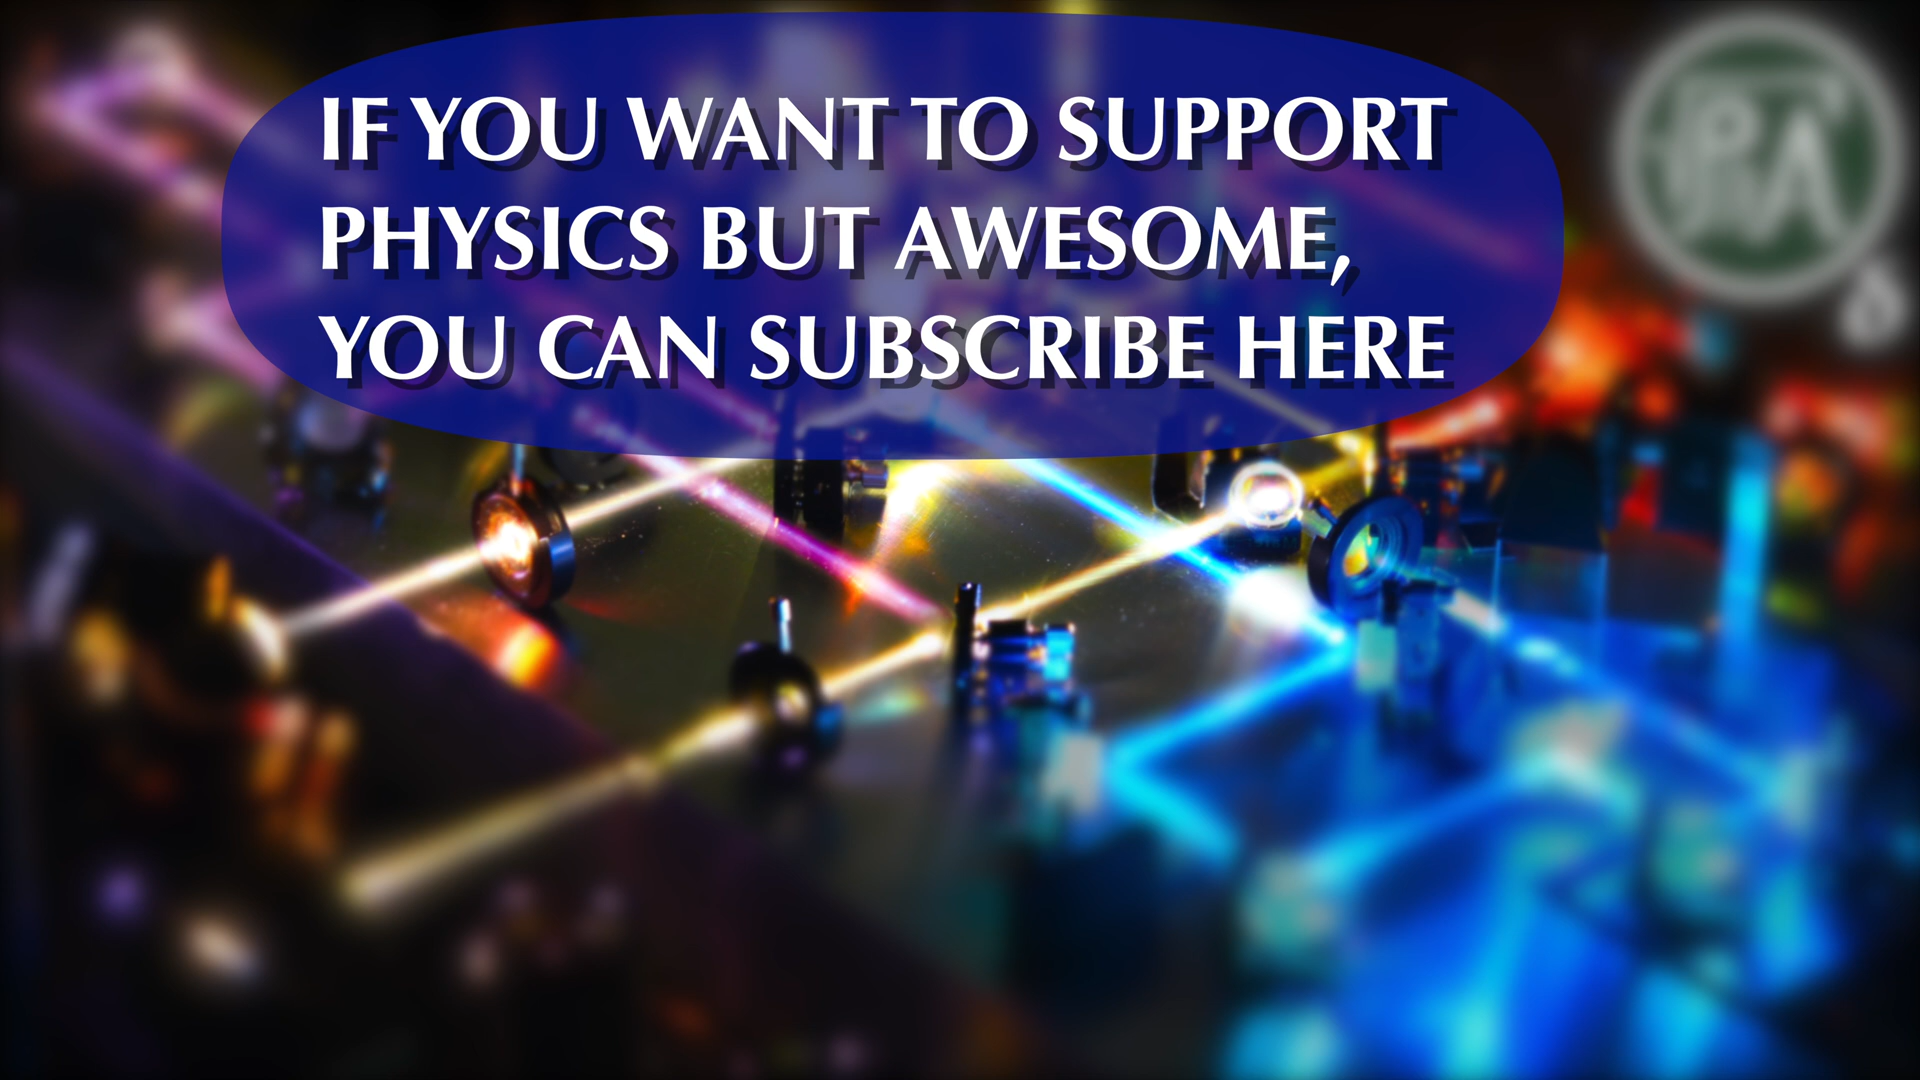 IF YOU WANT TO SUPPORT
PHYSICS BUT AWESOME,
YOU CAN SUBSCRIBE HERE